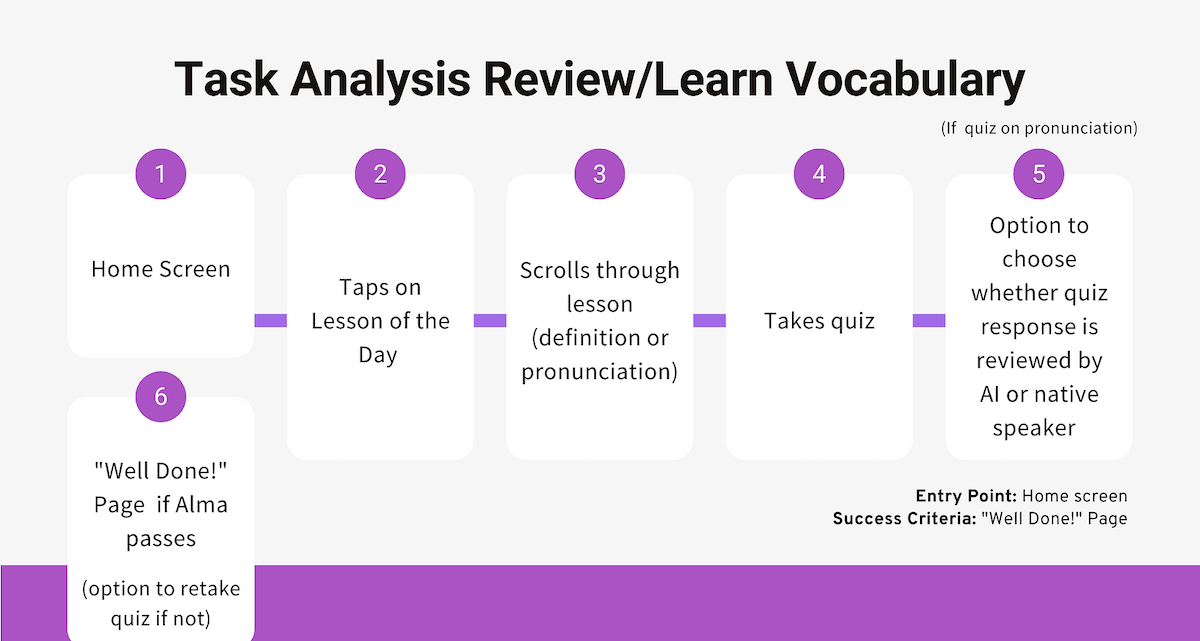 Task Analysis Review/Learn Vocabulary
(If quiz on pronunciation)
1
Home Screen
2
Taps on
Lesson of the
Day
3
Scrolls through
lesson
(definition or
pronunciation)
4
Takes quiz
5
Option to
choose
whether quiz
response is
reviewed by
AI or native
speaker
6
"Well Done!"
Page if Alma
passes
(option to retake
quiz if not)
Entry Point: Home screen
Success Criteria: "Well Done!" Page